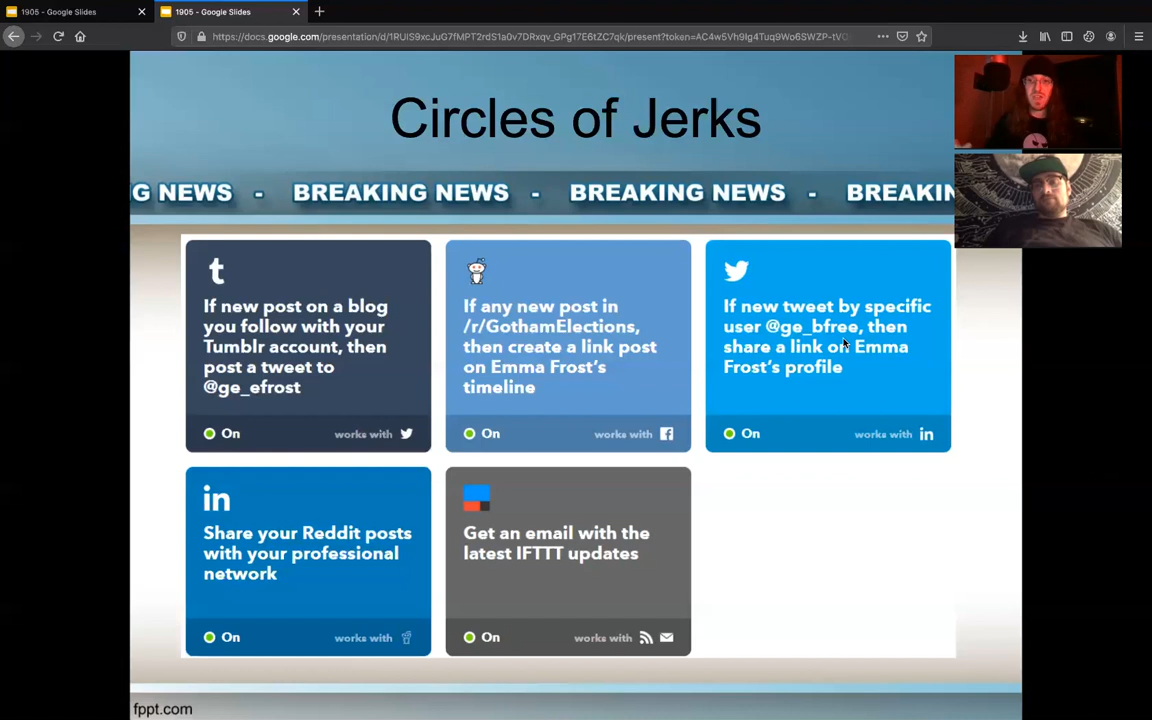 1905 - Google Slides
1905 - Google Slides
Circles of Jerks
G NEWS - BREAKING NEWS - BREAKING NEWS - BREAKIN
t
If new post on a blog
you follow with your
Tumblr account, then
post a tweet to
@ge_efrost
On works with
If any new post in
/r/GothamElections,
then create a link post
on Emma Frost's
timeline
On works with
If new tweet by specific
user @ge_bfree, then
share a link on Emma
Frost's profile
On works with in
in
Share your Reddit posts
with your professional
network
On works with
Get an email with the
latest IFTTT updates
On works with
fppt.com